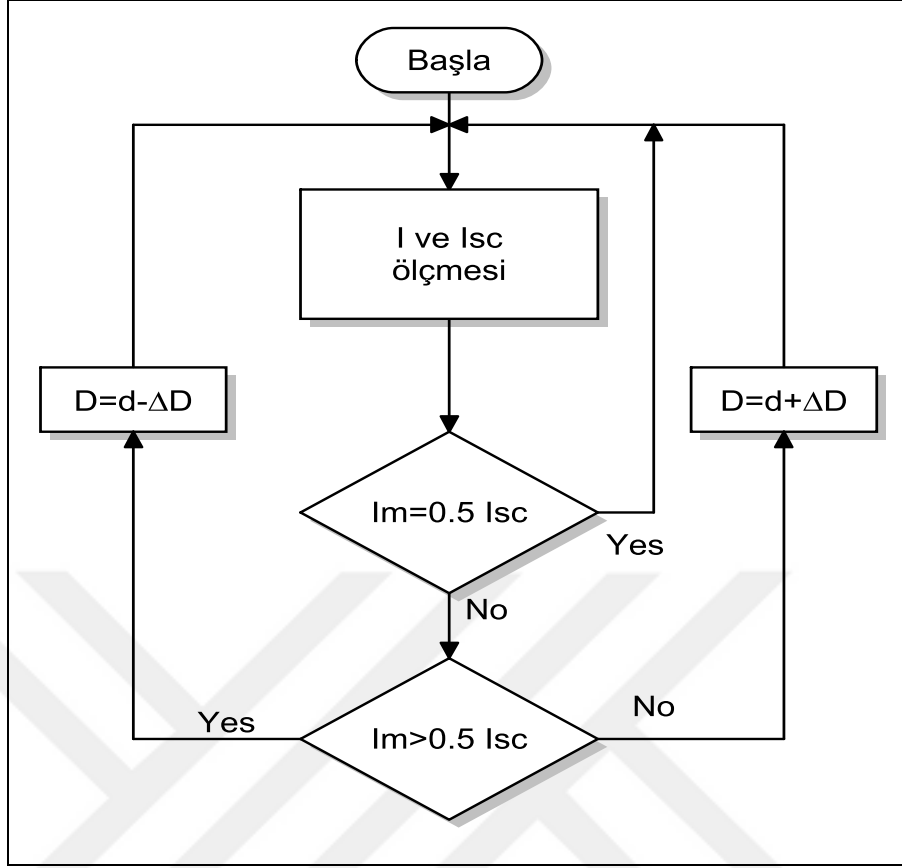 Başla
I ve Isc
ölçmesi
D=d-∆D
D=d+∆D
Im=0.5 Isc
Yes
No
Im>0.5 Isc
Yes
No